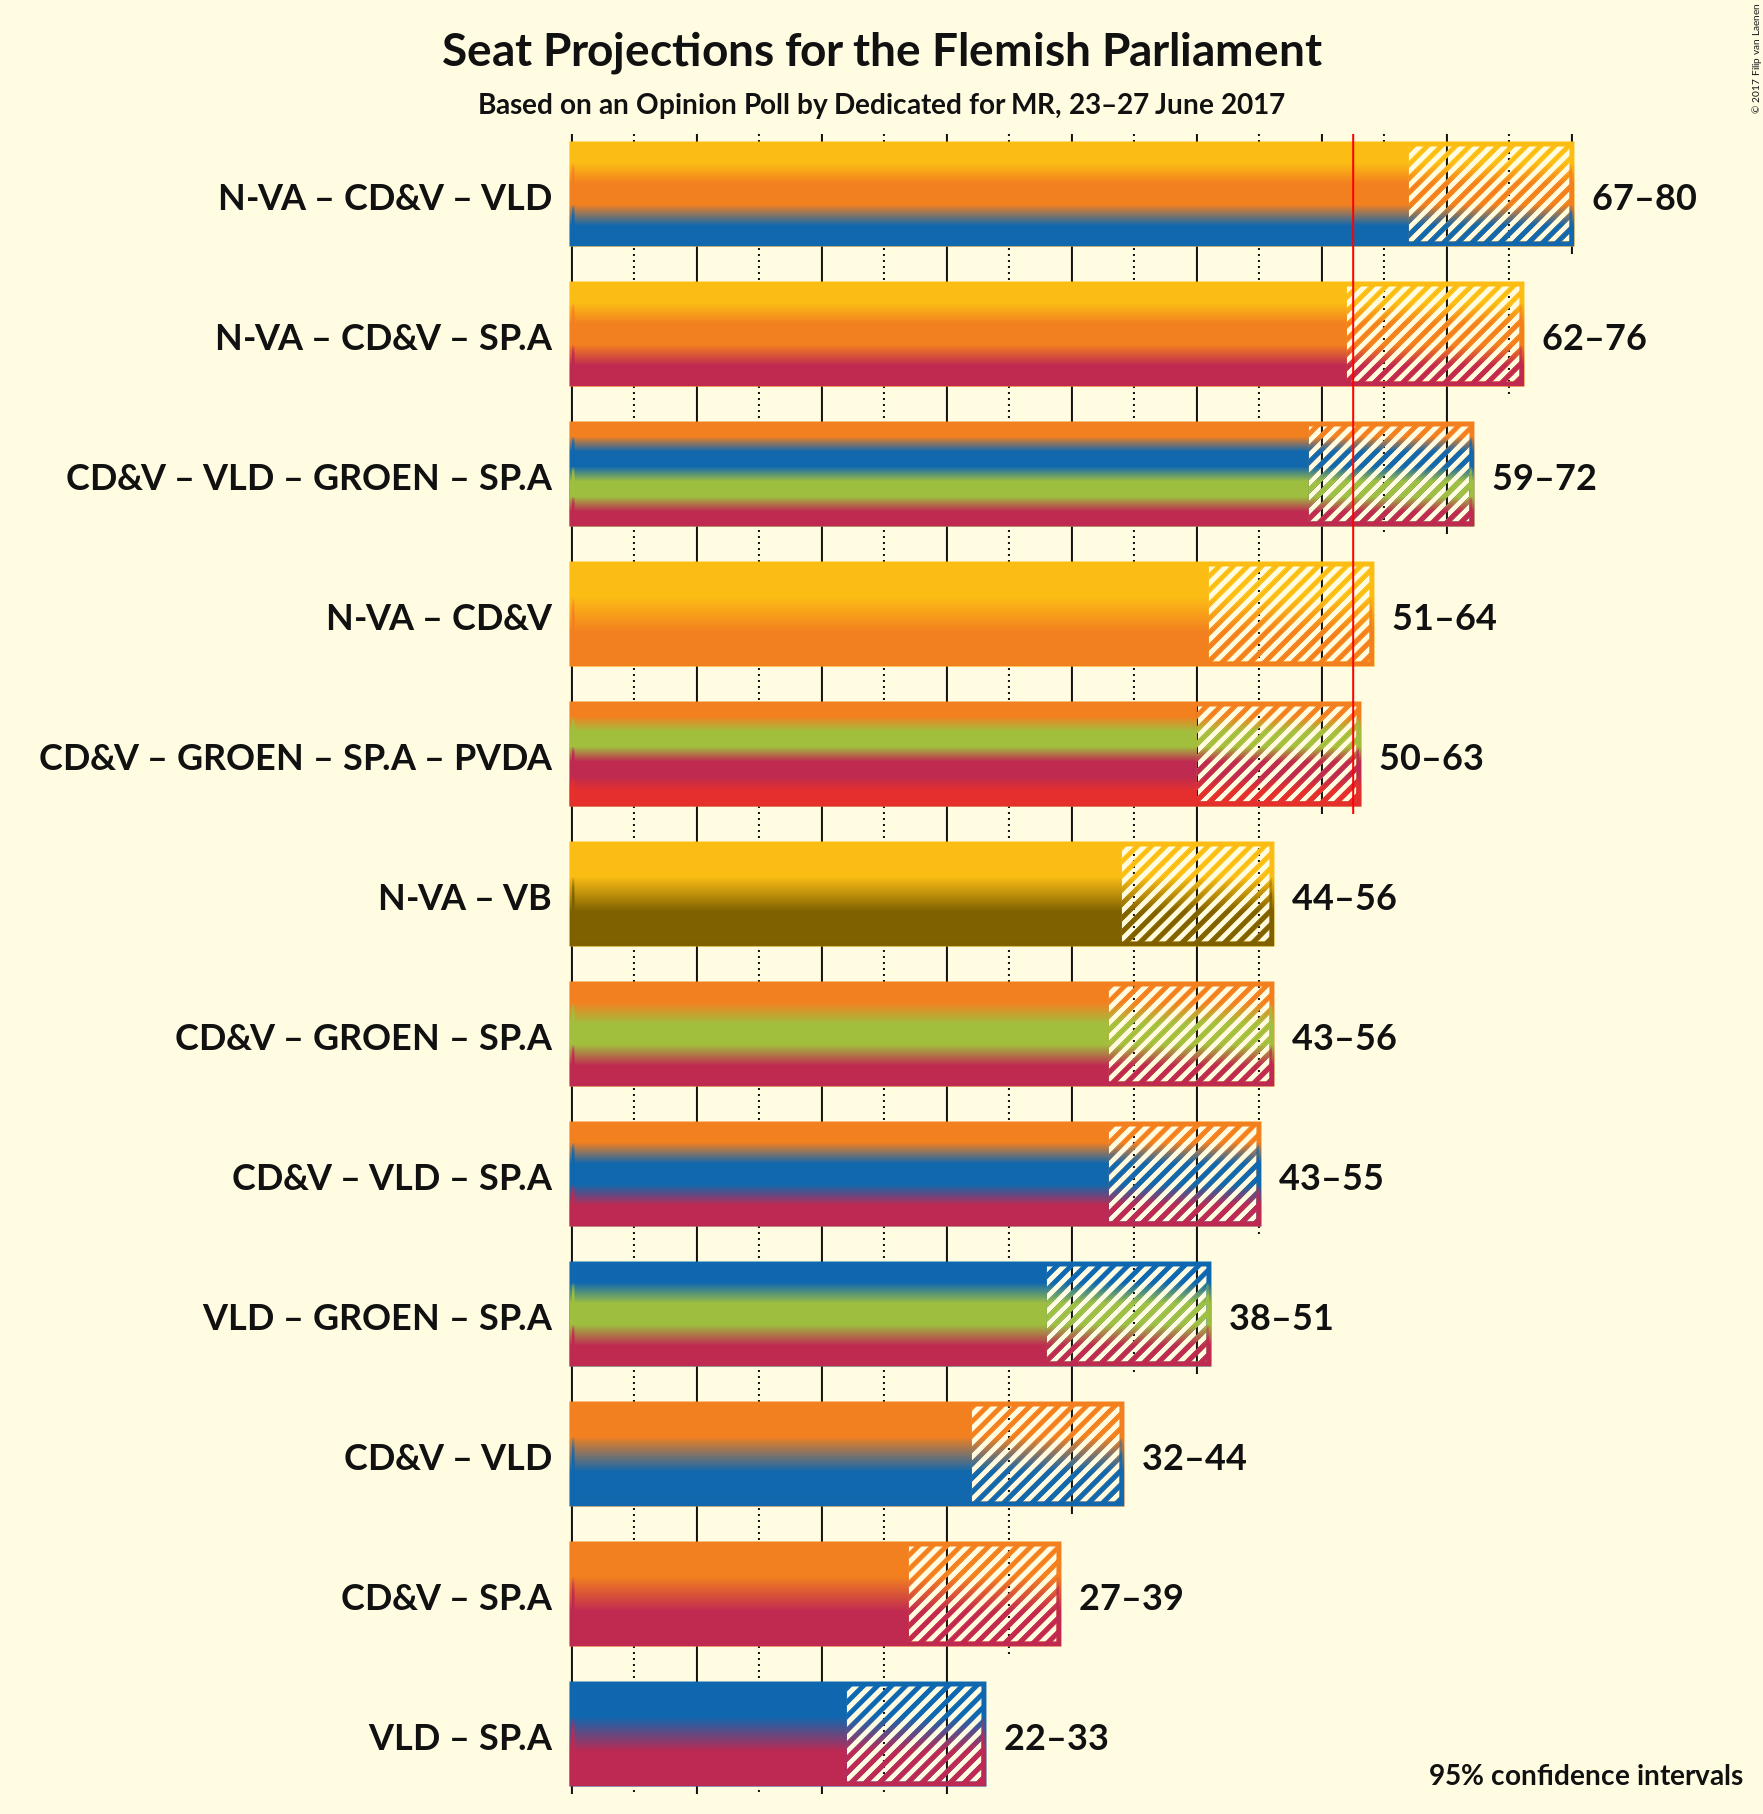 Seat Projections for the Flemish Parliament
Based on an Opinion Poll by Dedicated for MR, 23–27 June 2017
© 2017 Filip van Laenen
N-VA – CD&V – VLD 67–80
N-VA – CD&V – SP.A 62–76
CD&V – VLD – GROEN – SP.A 59–72
N-VA – CD&V 51–64
CD&V – GROEN – SP.A – PVDA 50–63
N-VA – VB 44–56
CD&V – GROEN – SP.A 43–56
CD&V – VLD – SP.A 43–55
VLD – GROEN – SP.A 38–51
CD&V – VLD 32–44
CD&V – SP.A 27–39
VLD – SP.A 22–33
95% confidence intervals